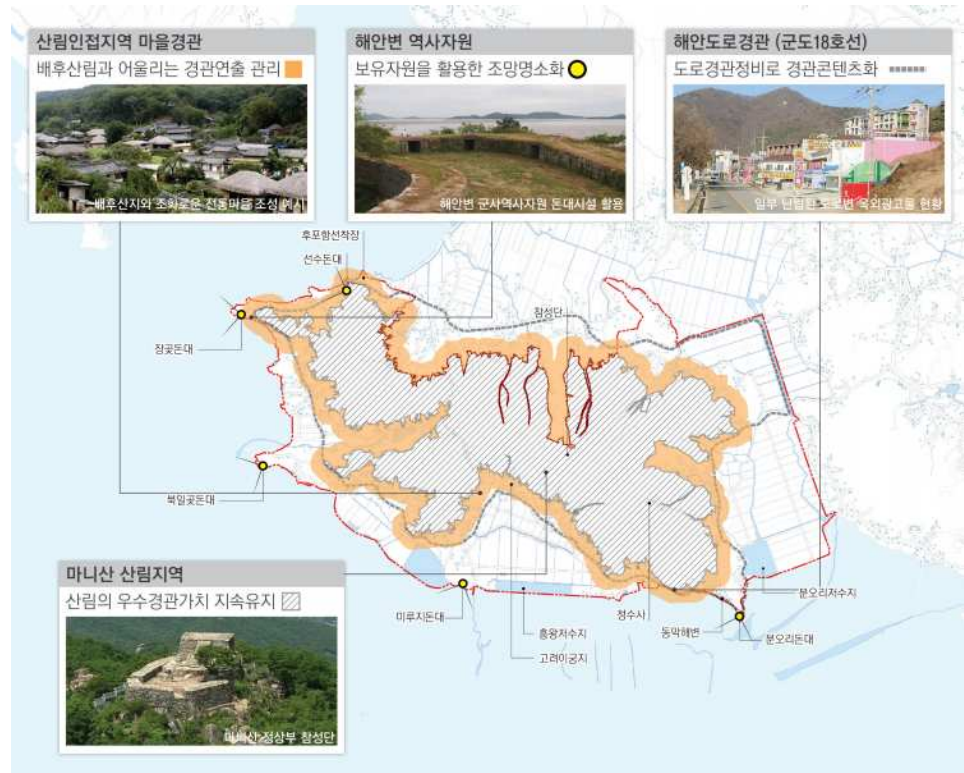 산림인접지역 마을경관
배후산림과 어울리는 경관연출 관리
배후산지와 조화로운 전통마을 조성 예시
해안변 역사자원
보유자원을 활용한 조망명소화
해안변 군사역사자원 돈대시설 활용
해안도로경관 (군도18호선)
도로경관정비로 경관콘텐츠화
일부 난립된 도로변 옥외광고물 현황
후포항선착장
선수돈대
참성단
장곶돈대
북일곶돈대
마니산 산림지역
산림의 우수경관가치 지속유지
마니산 정상부 참성단
미루지돈대
흥왕저수지
고려이궁지
정수사
동막해변
분오리저수지
분오리돈대